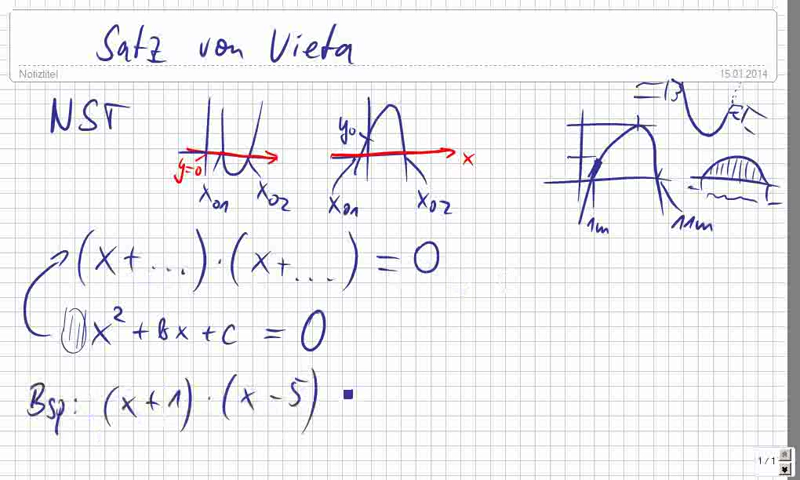 Satz von Vieta
Notiztitel
15.01.2014
NST
y=0
x01
x02
y0
x
x01
x02
1m
11m
(x+...)·(x+....) = 0
x²+bx+c = 0
Bsp: (x+1)·(x-5)
1/1